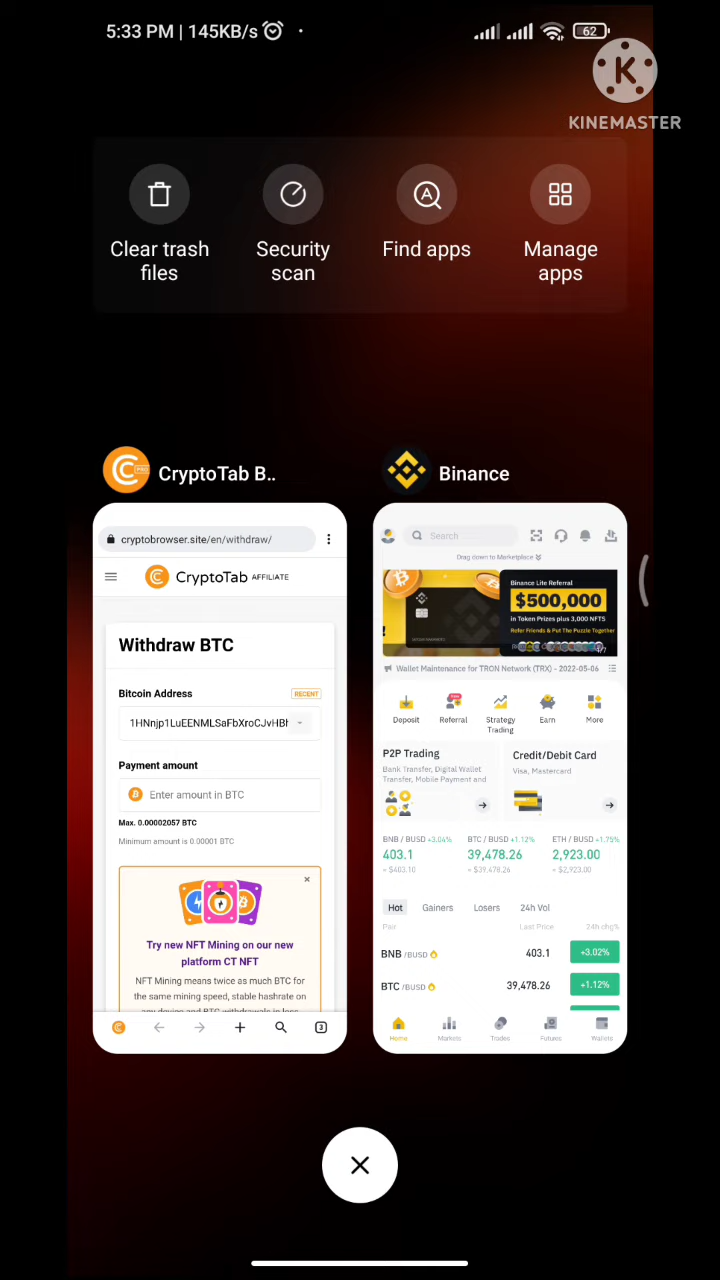 5:33 PM | 145KB/s
62
KINEMASTER
Clear trash
files
Security
scan
Find apps
Manage
apps
CryptoTab B..
cryptobrowser.site/en/withdraw/
CryptoTab AFFILIATE
Withdraw BTC
Bitcoin Address
RECENT
1HNnjp1LuEENMLSaFbXroCJvHBł
Payment amount
Enter amount in BTC
Max. 0.00002057 BTC
Minimum amount is 0.00001 BTC
Try new NFT Mining on our new
platform CT NFT
NFT Mining means twice as much BTC for
the same mining speed, stable hashrate on
any device and BTC withdrawals in less
3
Binance
Search
Drag down to Marketplace
Binance Lite Referral
$500,000
in Token Prizes plus 3,000 NFTS
Refer Friends & Put The Puzzle Together
Wallet Maintenance for TRON Network (TRX) - 2022-05-06
Deposit
Referral
Strategy
Trading
Earn
More
P2P Trading
Bank Transfer, Digital Wallet
Transfer, Mobile Payment and
Credit/Debit Card
Visa, Mastercard
BNB / BUSD +3.04%
403.1
≈ $403.10
BTC / BUSD +1.12%
39,478.26
≈ $39,478.26
ETH / BUSD +1.75%
2,923.00
≈ $2,923.00
Hot
Gainers
Losers
24h Vol
Pair
Last Price
24h chg%
BNB /BUSD
403.1
+3.02%
BTC /BUSD
39,478.26
+1.12%
Home
Markets
Trades
Futures
Wallets